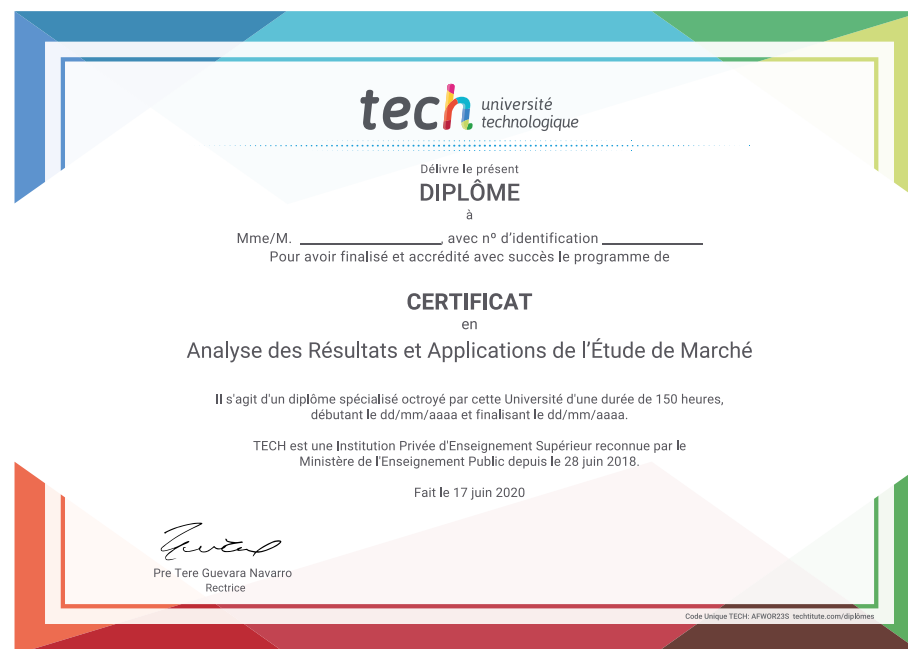 tech université
technologique
Délivre le présent
DIPLÔME
à
Mme/M. ____________, avec nº d'identification ____________
Pour avoir finalisé et accrédité avec succès le programme de
CERTIFICAT
en
Analyse des Résultats et Applications de l'Étude de Marché
Il s'agit d'un diplôme spécialisé octroyé par cette Université d'une durée de 150 heures,
débutant le dd/mm/aaaa et finalisant le dd/mm/aaaa.
TECH est une Institution Privée d'Enseignement Supérieur reconnue par le
Ministère de l'Enseignement Public depuis le 28 juin 2018.
Fait le 17 juin 2020
Pre Tere Guevara Navarro
Rectrice
Code Unique TECH: AFWOR23S techtitute.com/diplômes